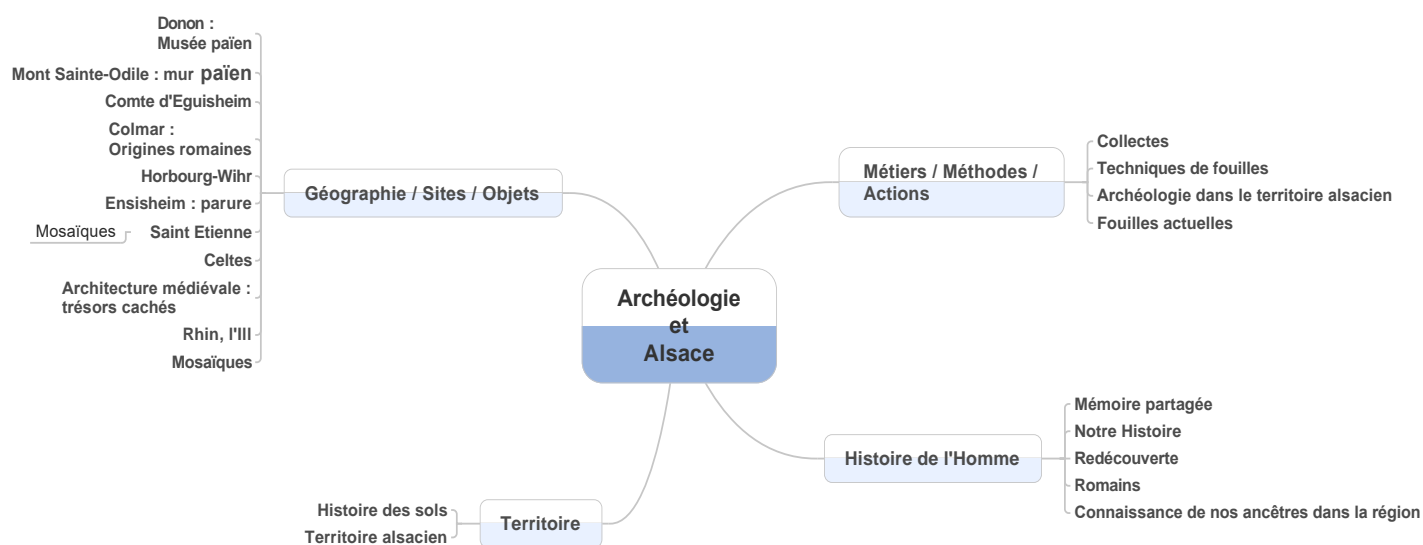 Donon :
Musée païen
Mont Sainte-Odile : mur païen
Comte d'Eguisheim
Colmar :
Origines romaines
Horbourg-Wihr
Ensisheim : parure
Mosaïques
Saint Etienne
Celtes
Architecture médiévale :
trésors cachés
Rhin, l'Ill
Mosaïques
Géographie / Sites / Objets
Métiers / Méthodes /
Actions
Collectes
Techniques de fouilles
Archéologie dans le territoire alsacien
Fouilles actuelles
Archéologie
et
Alsace
Histoire de l'Homme
Mémoire partagée
Notre Histoire
Redécouverte
Romains
Connaissance de nos ancêtres dans la région
Territoire
Histoire des sols
Territoire alsacien